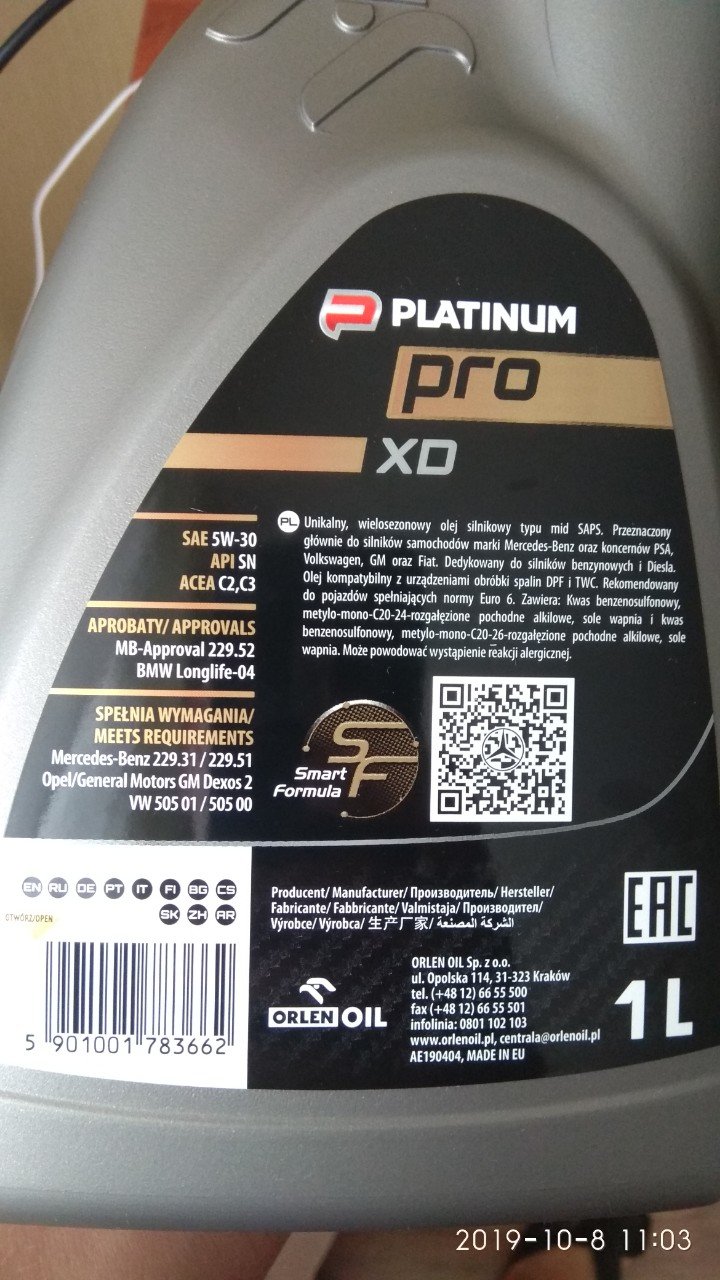 PLATINUM
pro
XD
SAE 5W-30
API SN
ACEA C2,C3
APROBATY/ APPROVALS
MB-Approval 229.52
BMW Longlife-04
SPEŁNIA WYMAGANIA/
MEETS REQUIREMENTS
Mercedes-Benz 229.31 / 229.51
Opel/General Motors GM Dexos 2
VW 505 01 / 505 00
PL Unikalny, wielosezonowy olej silnikowy typu mid SAPS. Przeznaczony
głównie do silników samochodów marki Mercedes-Benz oraz koncernów PSA,
Volkswagen, GM oraz Fiat. Dedykowany do silników benzynowych i Diesla.
Olej kompatybilny z urządzeniami obróbki spalin DPF i TWC. Rekomendowany
do pojazdów spełniających normy Euro 6. Zawiera: Kwas benzenosulfonowy,
metylo-mono-C20-24-rozgałęzione pochodne alkilowe, sole wapnia i kwas
benzenosulfonowy, metylo-mono-C20-26-rozgałęzione pochodne alkilowe, sole
wapnia. Może powodować wystąpienie reakcji alergicznej.
SF
Smart
Formula
EN RU DE PT IT FI BG CS
SK ZH AR
OTWÓRZ/OPEN
5 901001 783662
Producent/ Manufacturer/ Производитель/ Hersteller/
Fabricante/ Fabbricante/ Valmistaja/ Производител/
Výrobce/ Výrobca/ 生产厂家/ الشركة المصنعة/
EAC
ORLEN OIL
ORLEN OIL Sp. z o.o.
ul. Opolska 114, 31-323 Kraków
tel. (+48 12) 66 55 500
fax (+48 12) 66 55 501
infolinia: 0801 102 103
www.orlenoil.pl, centrala@orlenoil.pl
AE190404, MADE IN EU
1 L
2019-10-8 11:03